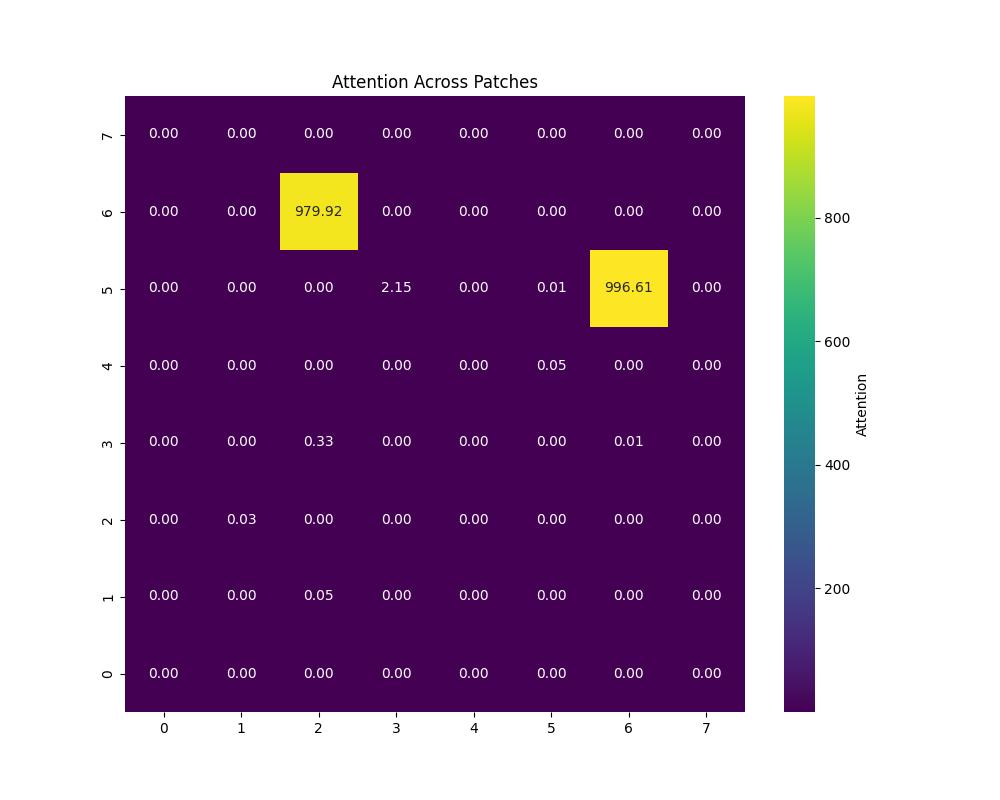 Attention Across Patches
7 0.00 0.00 0.00 0.00 0.00 0.00 0.00 0.00
6 0.00 0.00 979.92 0.00 0.00 0.00 0.00 0.00
5 0.00 0.00 0.00 2.15 0.00 0.01 996.61 0.00
4 0.00 0.00 0.00 0.00 0.00 0.05 0.00 0.00
3 0.00 0.00 0.33 0.00 0.00 0.00 0.01 0.00
2 0.00 0.03 0.00 0.00 0.00 0.00 0.00 0.00
1 0.00 0.00 0.05 0.00 0.00 0.00 0.00 0.00
0 0.00 0.00 0.00 0.00 0.00 0.00 0.00 0.00
0 1 2 3 4 5 6 7
800
600
400
200
Attention